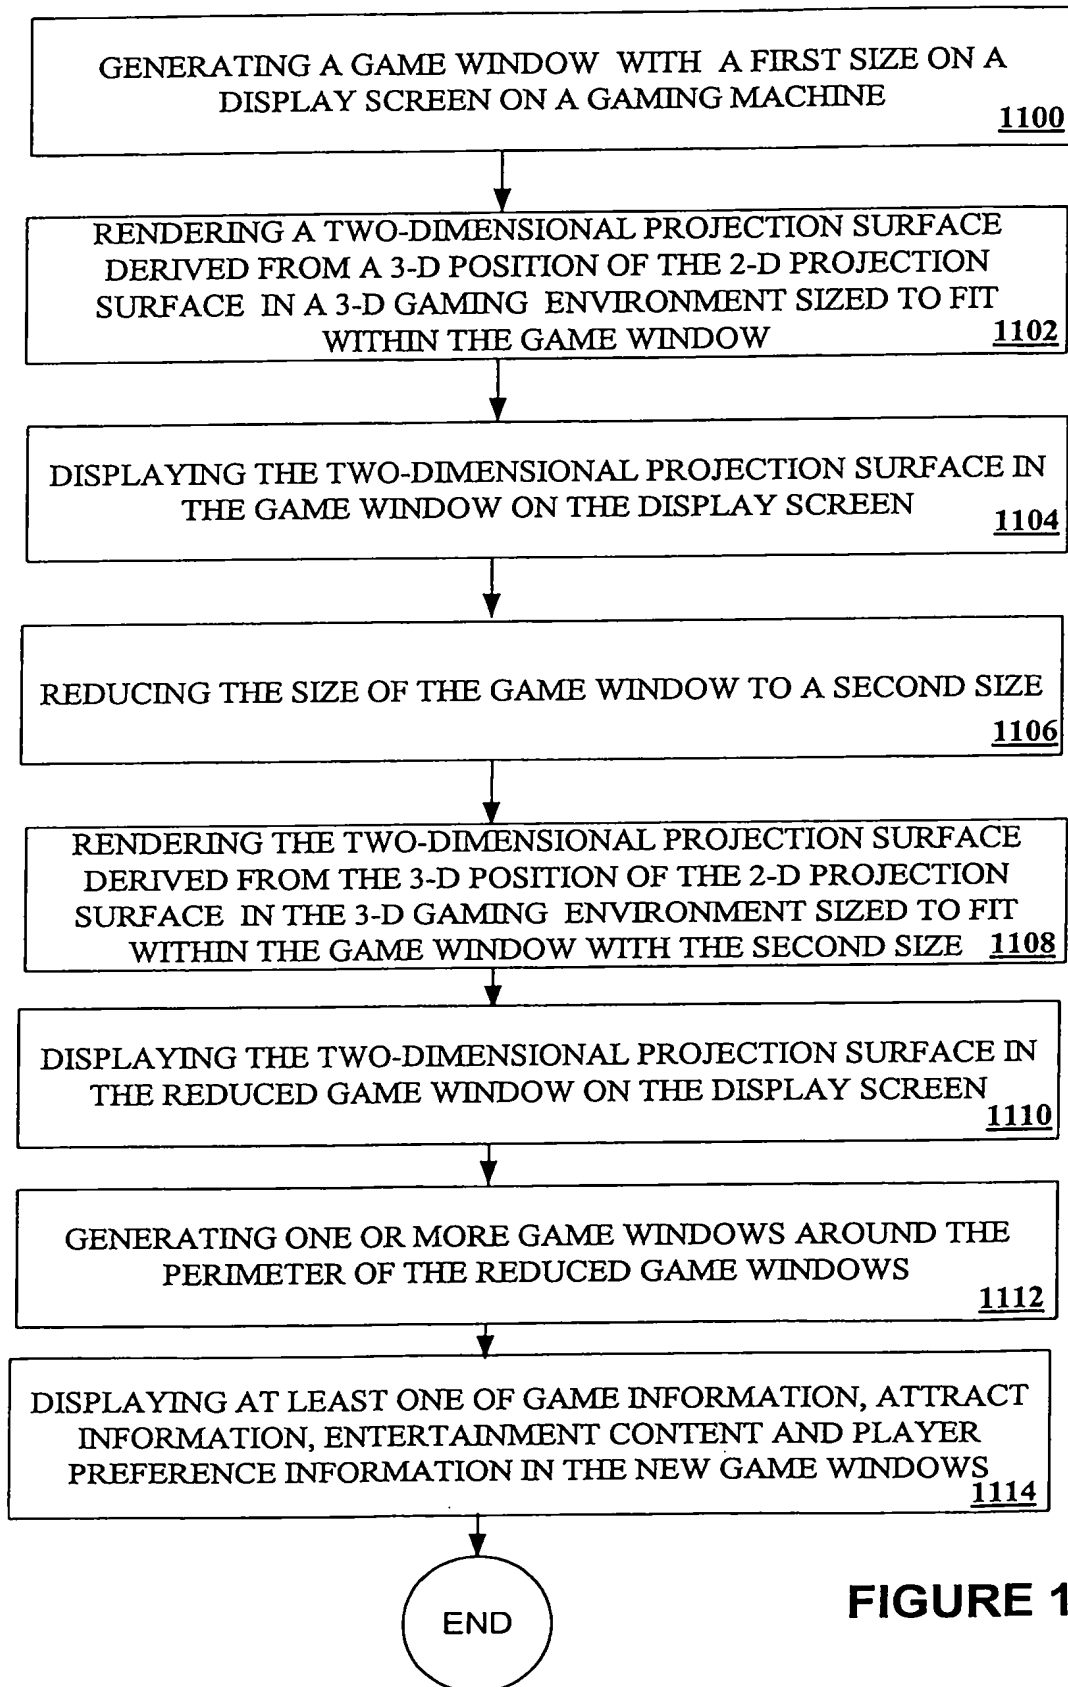 GENERATING A GAME WINDOW WITH A FIRST SIZE ON A
DISPLAY SCREEN ON A GAMING MACHINE
1100
RENDERING A TWO-DIMENSIONAL PROJECTION SURFACE
DERIVED FROM A 3-D POSITION OF THE 2-D PROJECTION
SURFACE IN A 3-D GAMING ENVIRONMENT SIZED TO FIT
WITHIN THE GAME WINDOW
1102
DISPLAYING THE TWO-DIMENSIONAL PROJECTION SURFACE IN
THE GAME WINDOW ON THE DISPLAY SCREEN
1104
REDUCING THE SIZE OF THE GAME WINDOW TO A SECOND SIZE
1106
RENDERING THE TWO-DIMENSIONAL PROJECTION SURFACE
DERIVED FROM THE 3-D POSITION OF THE 2-D PROJECTION
SURFACE IN THE 3-D GAMING ENVIRONMENT SIZED TO FIT
WITHIN THE GAME WINDOW WITH THE SECOND SIZE 1108
DISPLAYING THE TWO-DIMENSIONAL PROJECTION SURFACE IN
THE REDUCED GAME WINDOW ON THE DISPLAY SCREEN
1110
GENERATING ONE OR MORE GAME WINDOWS AROUND THE
PERIMETER OF THE REDUCED GAME WINDOWS
1112
DISPLAYING AT LEAST ONE OF GAME INFORMATION, ATTRACT
INFORMATION, ENTERTAINMENT CONTENT AND PLAYER
PREFERENCE INFORMATION IN THE NEW GAME WINDOWS
1114
END
FIGURE 1